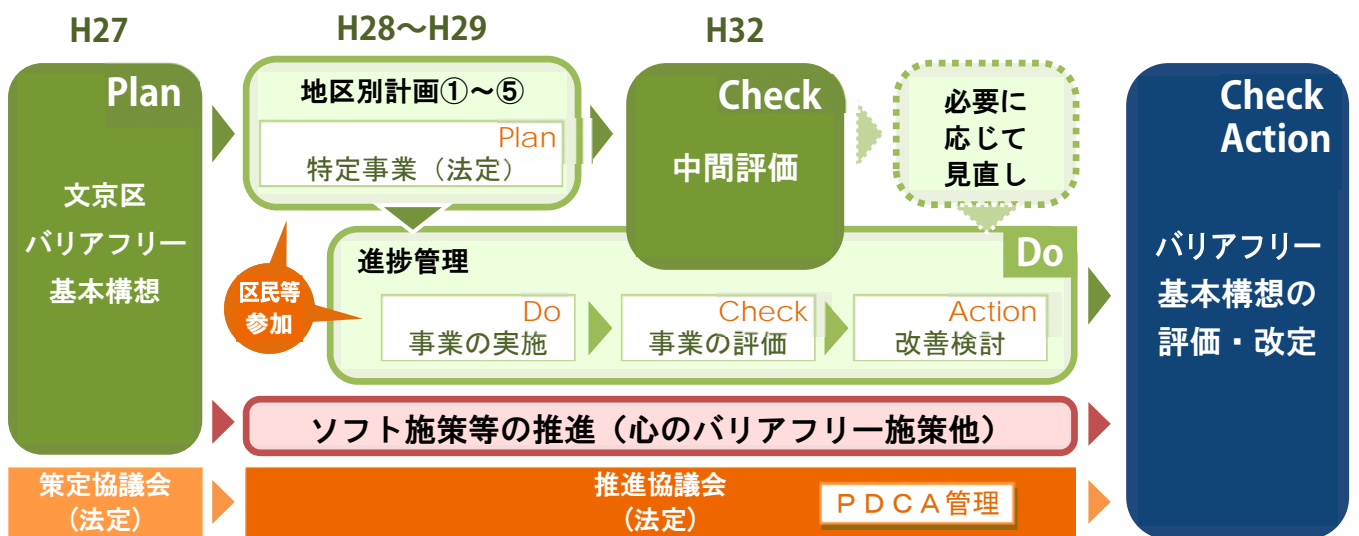 H27
H28～H29
H32
Plan
文京区
バリアフリー
基本構想
地区別計画①～⑤
Plan
特定事業（法定）
Check
中間評価
必要に
応じて
見直し
Check
Action
バリアフリー
基本構想の
評価・改定
区民等
参加
進捗管理
Do
Do
事業の実施
Check
事業の評価
Action
改善検討
ソフト施策等の推進（心のバリアフリー施策他）
策定協議会
（法定）
推進協議会
（法定）
ＰＤＣＡ管理